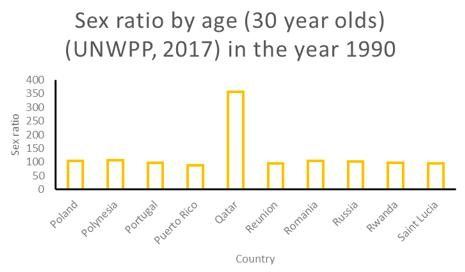 Sex ratio by age (30 year olds)
(UNWPP, 2017) in the year 1990
400
350
300
250
200
150
100
50
0
Sex ratio
Poland
Polynesia
Portugal
Puerto Rico
Qatar
Reunion
Romania
Russia
Rwanda
Saint Lucia
Country